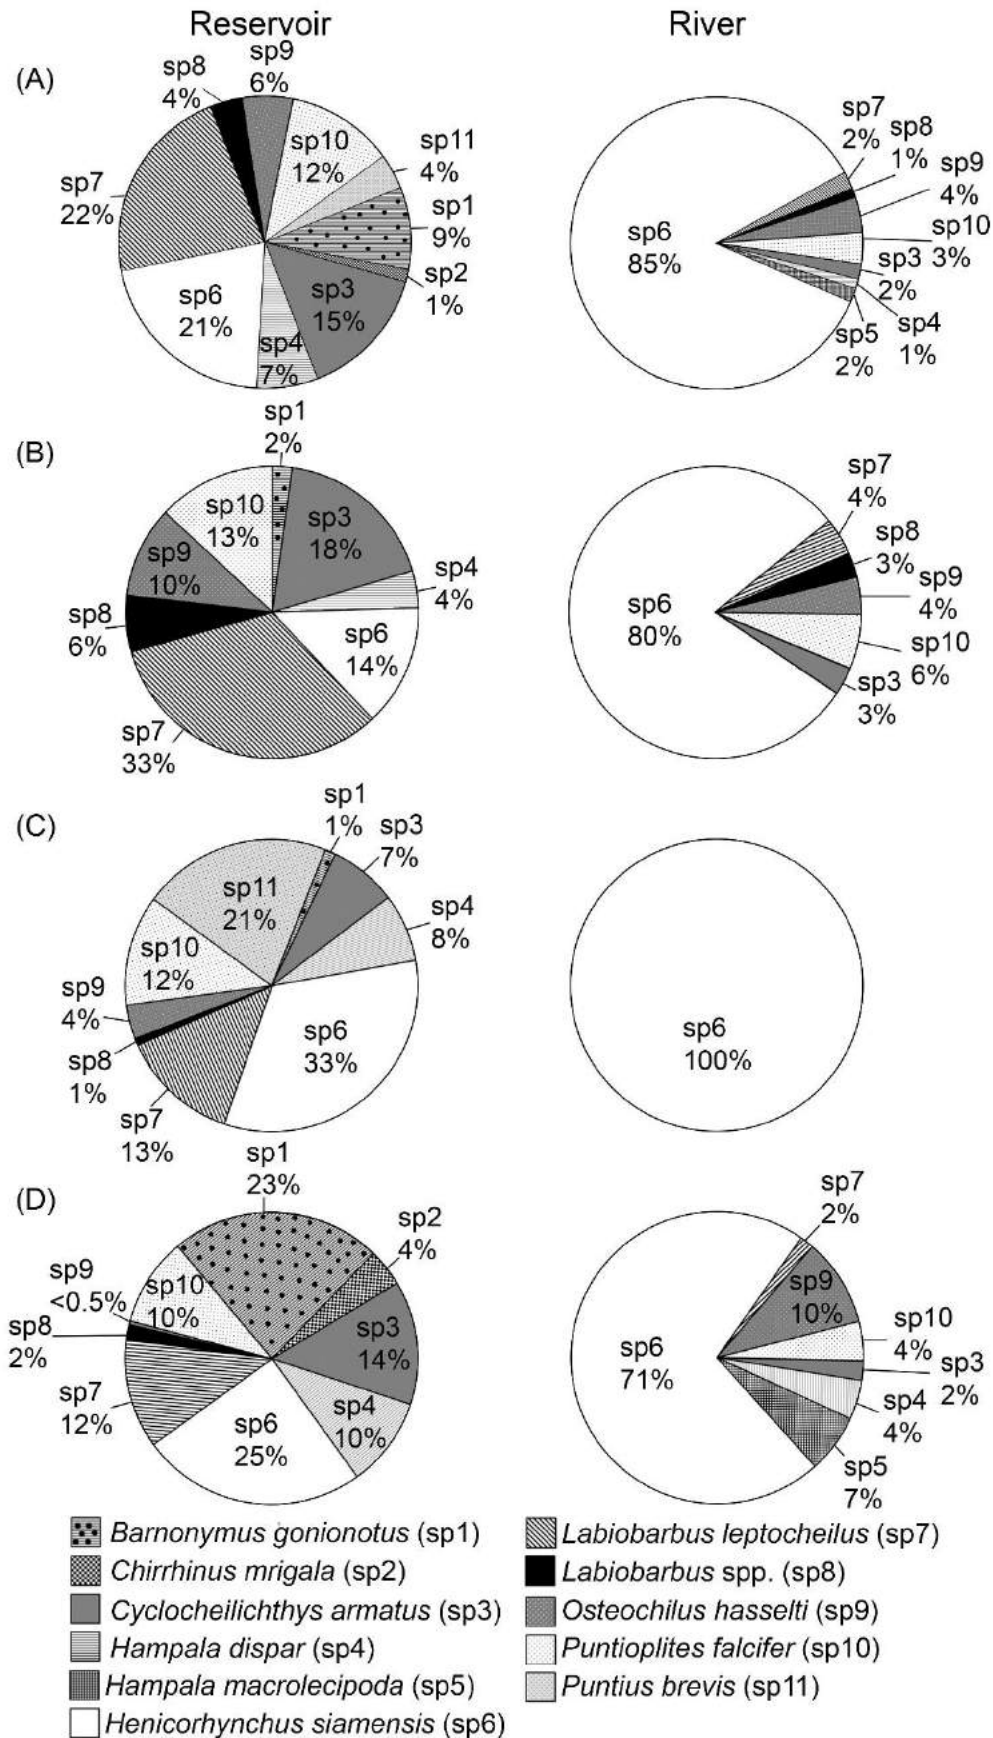 Reservoir
River
(A)
sp9
6%
sp8
4%
sp10
12%
sp11
4%
sp7
22%
sp1
9%
sp2
1%
sp3
15%
sp6
21%
sp4
7%
sp7
2%
sp8
1%
sp9
4%
sp6
85%
sp10
3%
sp3
2%
sp4
1%
sp5
2%
(B)
sp1
2%
sp10
13%
sp3
18%
sp9
10%
sp4
4%
sp8
6%
sp6
14%
sp7
33%
sp7
4%
sp8
3%
sp9
4%
sp6
80%
sp10
6%
sp3
3%
(C)
sp1
1%
sp3
7%
sp11
21%
sp4
8%
sp10
12%
sp9
4%
sp6
33%
sp8
1%
sp7
13%
sp6
100%
(D)
sp1
23%
sp2
4%
sp9
<0.5%
sp10
10%
sp8
2%
sp3
14%
sp7
12%
sp4
10%
sp6
25%
sp7
2%
sp9
10%
sp10
4%
sp6
71%
sp3
2%
sp4
4%
sp5
7%
Barnonymus gonionotus (sp1)
Chirrhinus mrigala (sp2)
Cyclocheilichthys armatus (sp3)
Hampala dispar (sp4)
Hampala macrolecipoda (sp5)
Henicorhynchus siamensis (sp6)
Labiobarbus leptocheilus (sp7)
Labiobarbus spp. (sp8)
Osteochilus hasselti (sp9)
Puntioplites falcifer (sp10)
Puntius brevis (sp11)